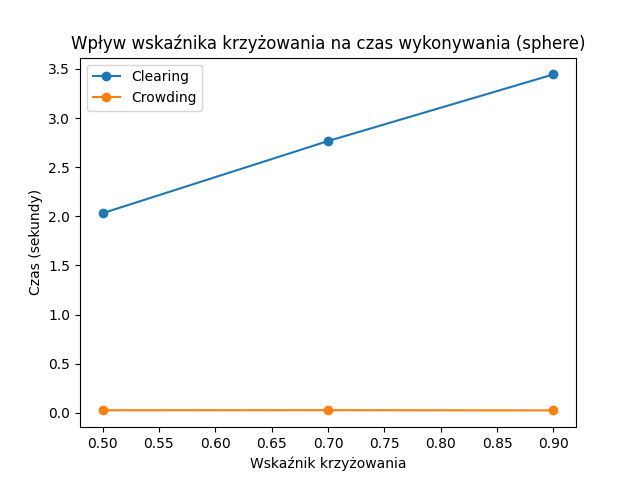 Wpływ wskaźnika krzyżowania na czas wykonywania (sphere)
Clearing
Crowding
Czas (sekundy)
3.5
3.0
2.5
2.0
1.5
1.0
0.5
0.0
0.50 0.55 0.60 0.65 0.70 0.75 0.80 0.85 0.90
Wskaźnik krzyżowania